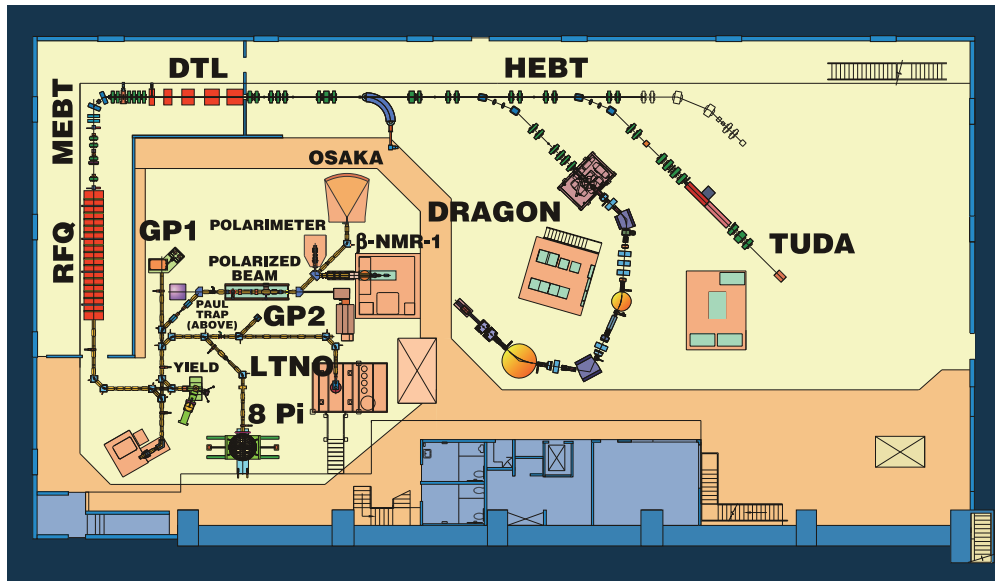 DTL
HEBT
MEBT
OSAKA
RFQ
GP1
POLARIMETER
DRAGON
β-NMR-1
TUDA
POLARIZED
BEAM
PAUL
TRAP
(ABOVE)
GP2
YIELD
LTNO
8 Pi